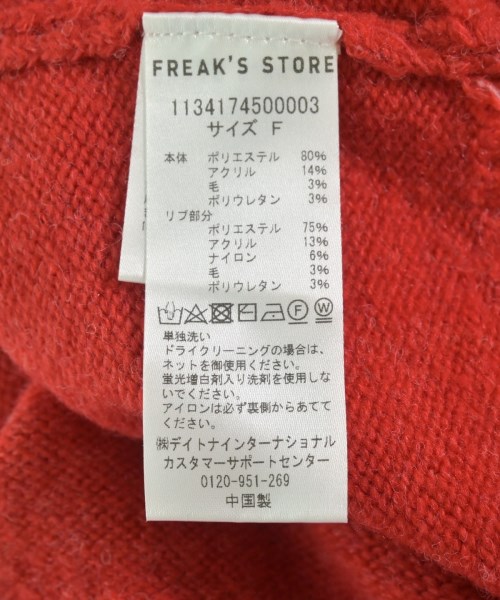 FREAK'S STORE
1134174500003
サイズ F
本体 ポリエステル 80%
アクリル 14%
毛 3%
ポリウレタン 3%
リブ部分
ポリエステル 75%
アクリル 13%
ナイロン 6%
毛 3%
ポリウレタン 3%
F W
単独洗い
ドライクリーニングの場合は、
ネットを御使用ください。
蛍光増白剤入り洗剤を使用しな
いでください。
アイロンは必ず裏側からあてて
ください。
㈱デイトナインターナショナル
カスタマーサポートセンター
0120-951-269
中国製